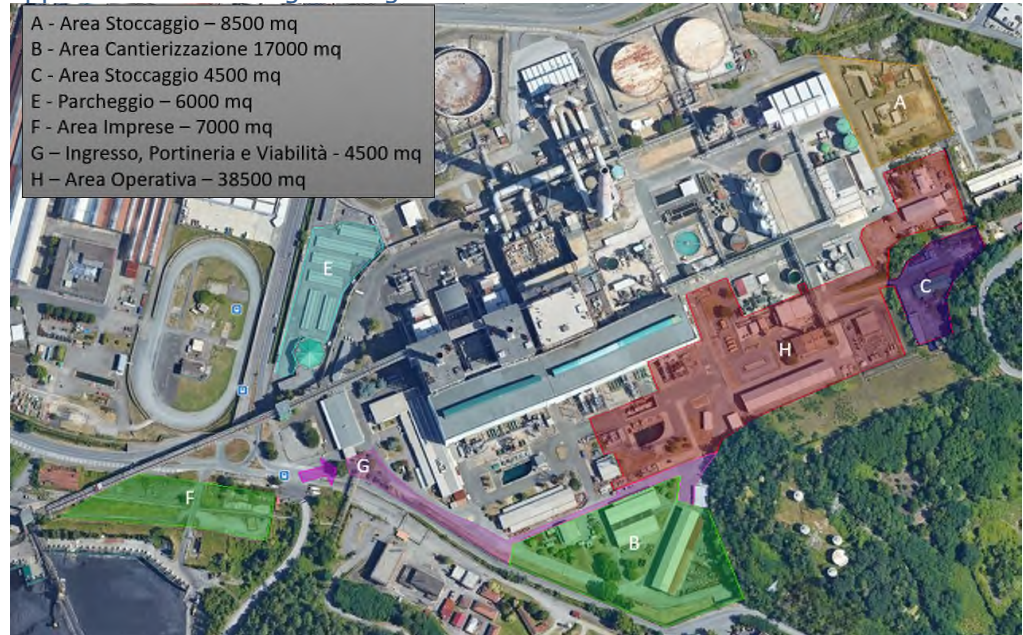 A - Area Stoccaggio – 8500 mq
B - Area Cantierizzazione 17000 mq
C - Area Stoccaggio 4500 mq
E - Parcheggio – 6000 mq
F - Area Imprese – 7000 mq
G – Ingresso, Portineria e Viabilità - 4500 mq
H – Area Operativa – 38500 mq
A
E
C
H
G
F
B